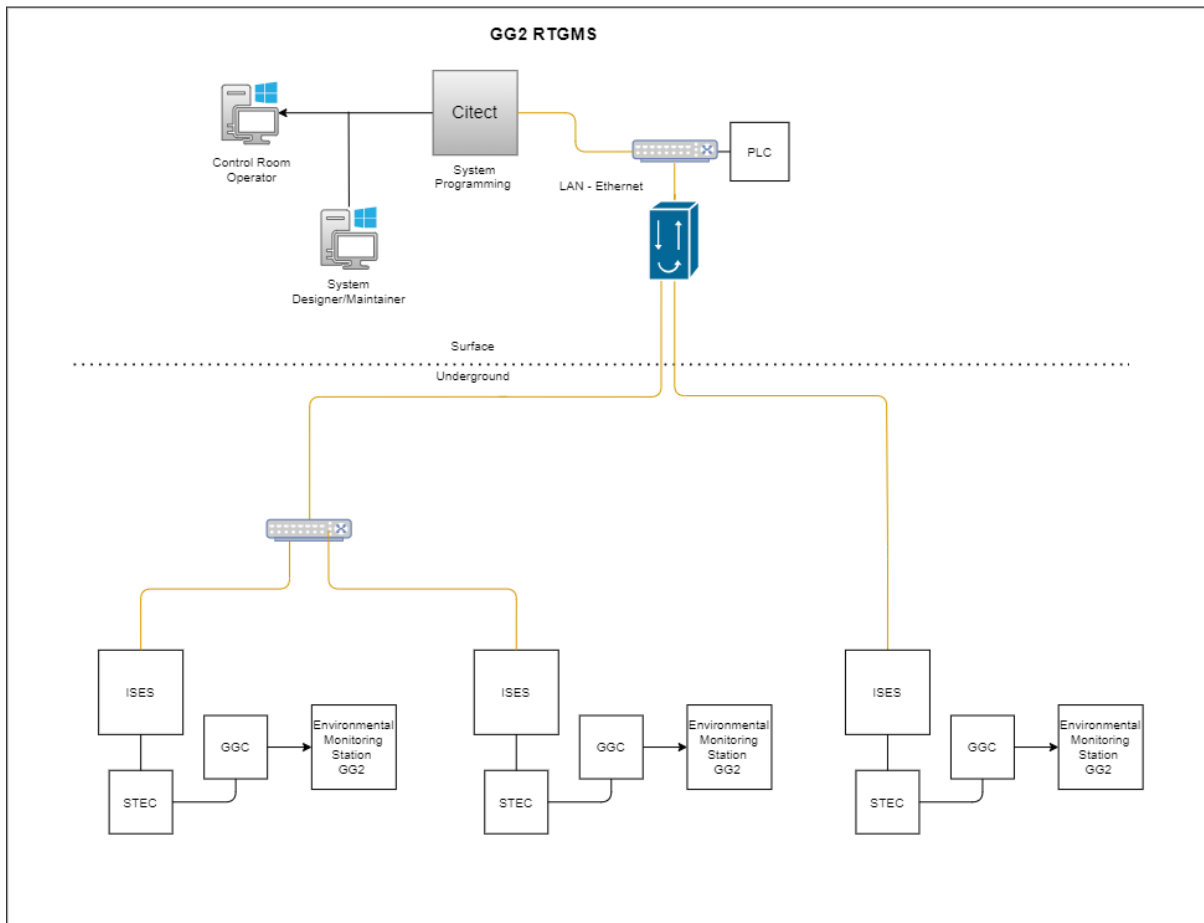 GG2 RTGMS
Citect
PLC
Control Room
Operator
System
Programming
LAN - Ethernet
System
Designer/Maintainer
Surface
Underground
ISES
GGC
STEC
Environmental
Monitoring
Station
GG2
ISES
GGC
STEC
Environmental
Monitoring
Station
GG2
ISES
GGC
STEC
Environmental
Monitoring
Station
GG2